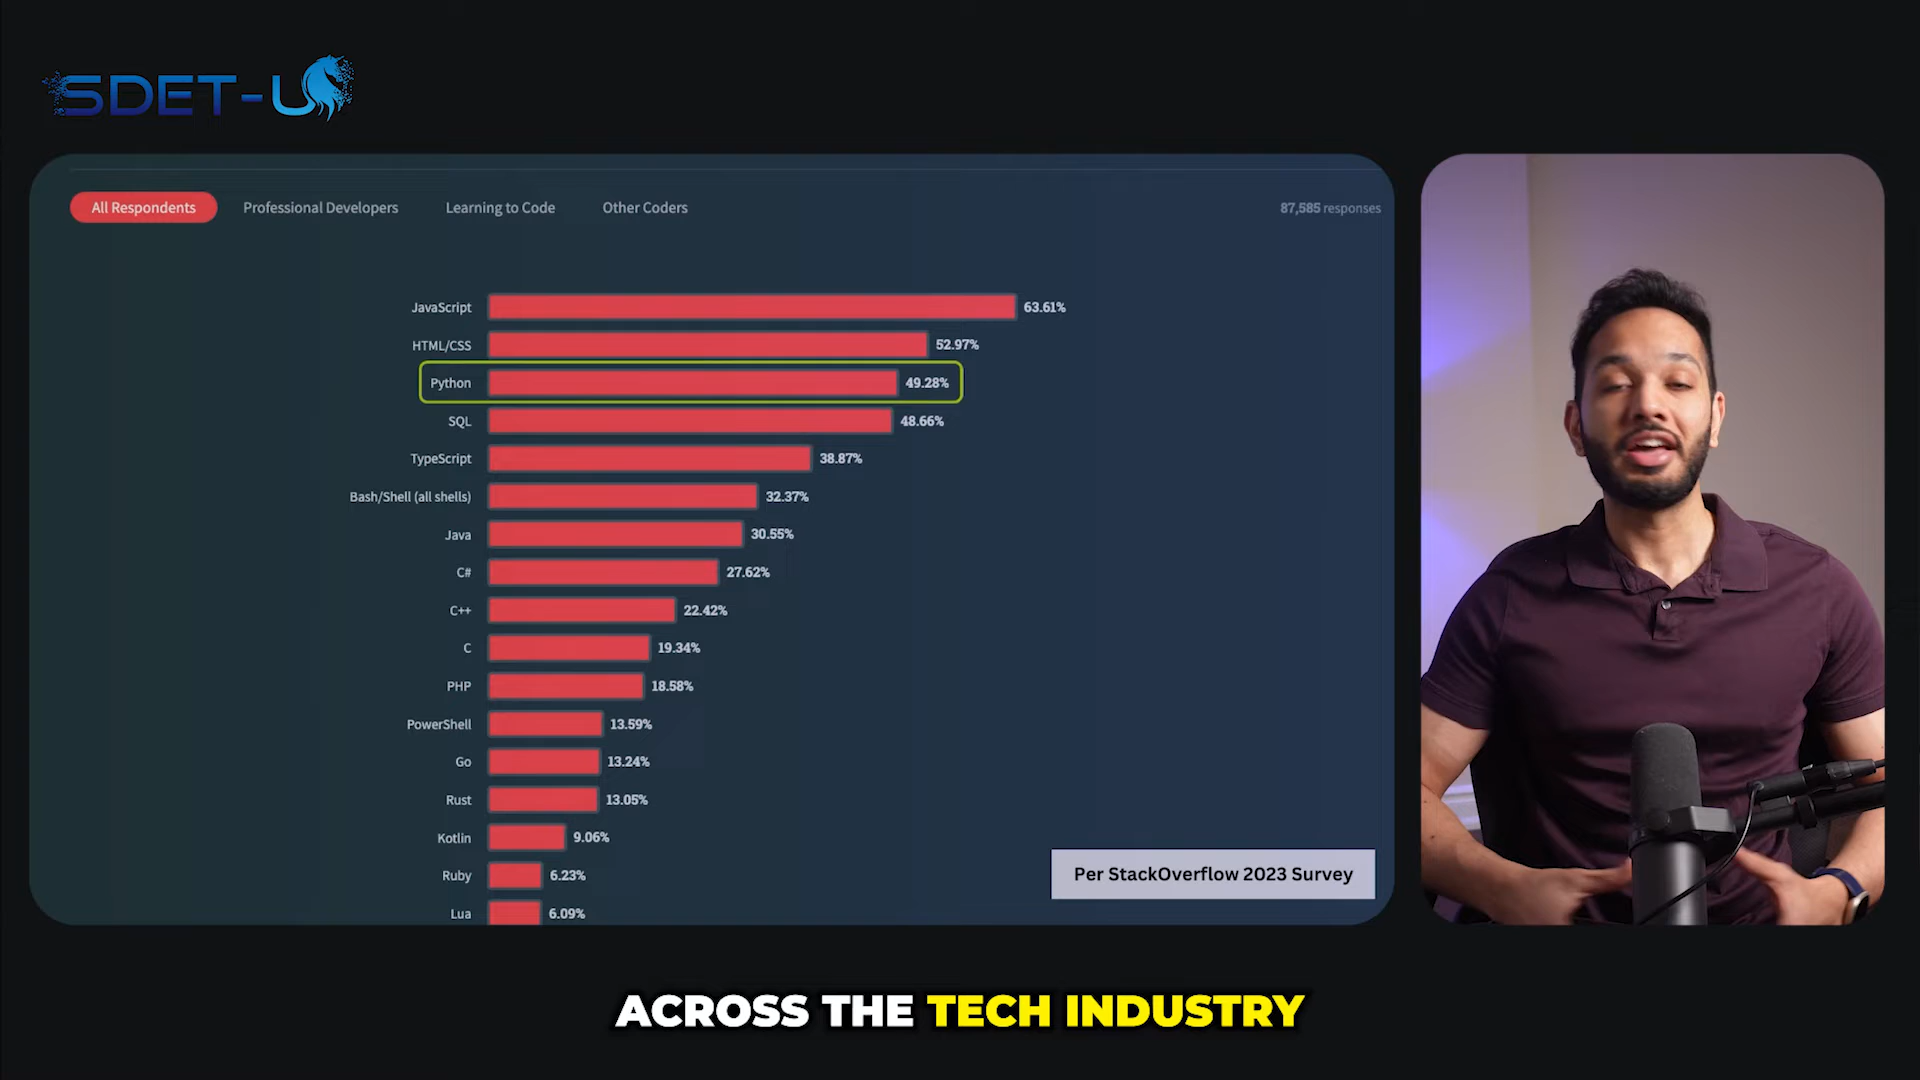 SDET-U
All Respondents Professional Developers Learning to Code Other Coders 87,585 responses
JavaScript 63.61%
HTML/CSS 52.97%
Python 49.28%
SQL 48.66%
TypeScript 38.87%
Bash/Shell (all shells) 32.37%
Java 30.55%
C# 27.62%
C++ 22.42%
C 19.34%
PHP 18.58%
PowerShell 13.59%
Go 13.24%
Rust 13.05%
Kotlin 9.06%
Ruby 6.23%
Lua 6.09%
Per StackOverflow 2023 Survey
ACROSS THE TECH INDUSTRY